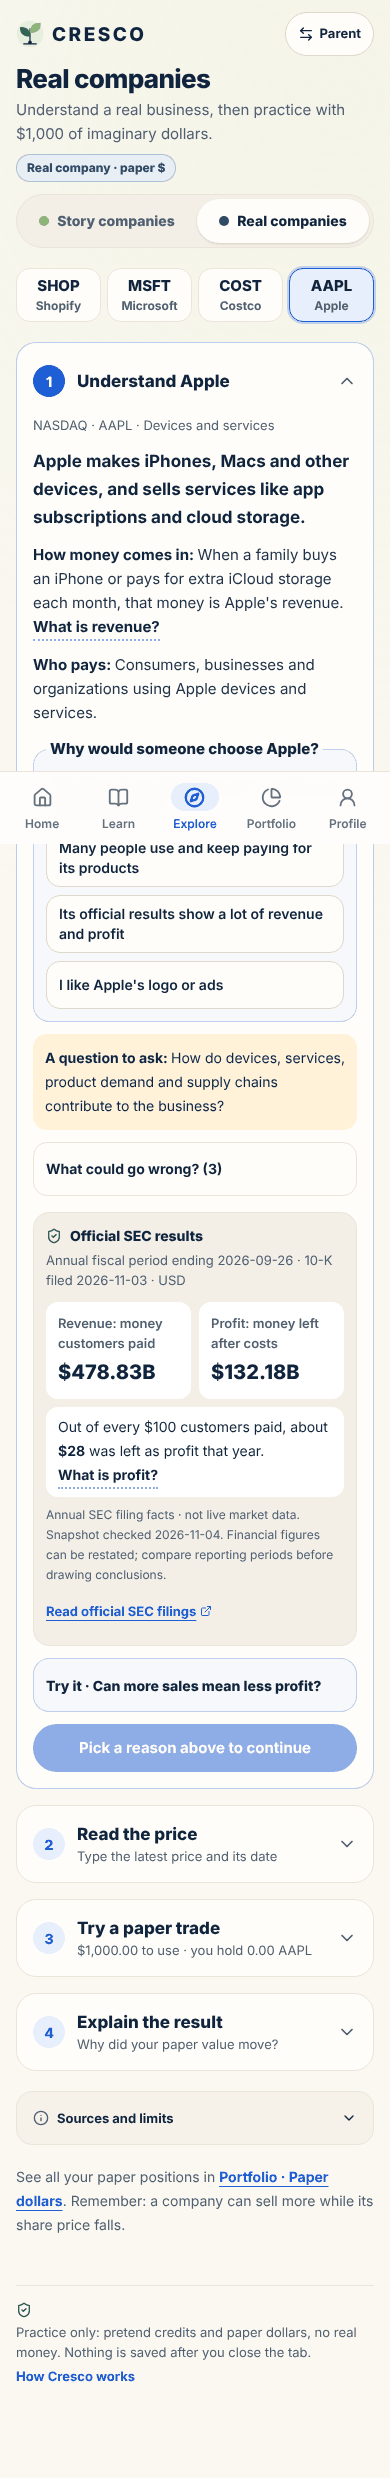 CRESCO
Parent
Real companies
Understand a real business, then practice with
$1,000 of imaginary dollars.
Real company · paper $
Story companies
Real companies
SHOP
Shopify
MSFT
Microsoft
COST
Costco
AAPL
Apple
1
Understand Apple
NASDAQ · AAPL · Devices and services
Apple makes iPhones, Macs and other
devices, and sells services like app
subscriptions and cloud storage.
How money comes in: When a family buys
an iPhone or pays for extra iCloud storage
each month, that money is Apple's revenue.
What is revenue?
Who pays: Consumers, businesses and
organizations using Apple devices and
services.
Why would someone choose Apple?
Home
Learn
Explore
Portfolio
Profile
Many people use and keep paying for
its products
Its official results show a lot of revenue
and profit
I like Apple's logo or ads
A question to ask: How do devices, services,
product demand and supply chains
contribute to the business?
What could go wrong? (3)
Official SEC results
Annual fiscal period ending 2026-09-26 · 10-K
filed 2026-11-03 · USD
Revenue: money
customers paid
$478.83B
Profit: money left
after costs
$132.18B
Out of every $100 customers paid, about
$28 was left as profit that year.
What is profit?
Annual SEC filing facts · not live market data.
Snapshot checked 2026-11-04. Financial figures
can be restated; compare reporting periods before
drawing conclusions.
Read official SEC filings
Try it · Can more sales mean less profit?
Pick a reason above to continue
2
Read the price
Type the latest price and its date
3
Try a paper trade
$1,000.00 to use · you hold 0.00 AAPL
4
Explain the result
Why did your paper value move?
Sources and limits
See all your paper positions in Portfolio · Paper
dollars. Remember: a company can sell more while its
share price falls.
Practice only: pretend credits and paper dollars, no real
money. Nothing is saved after you close the tab.
How Cresco works